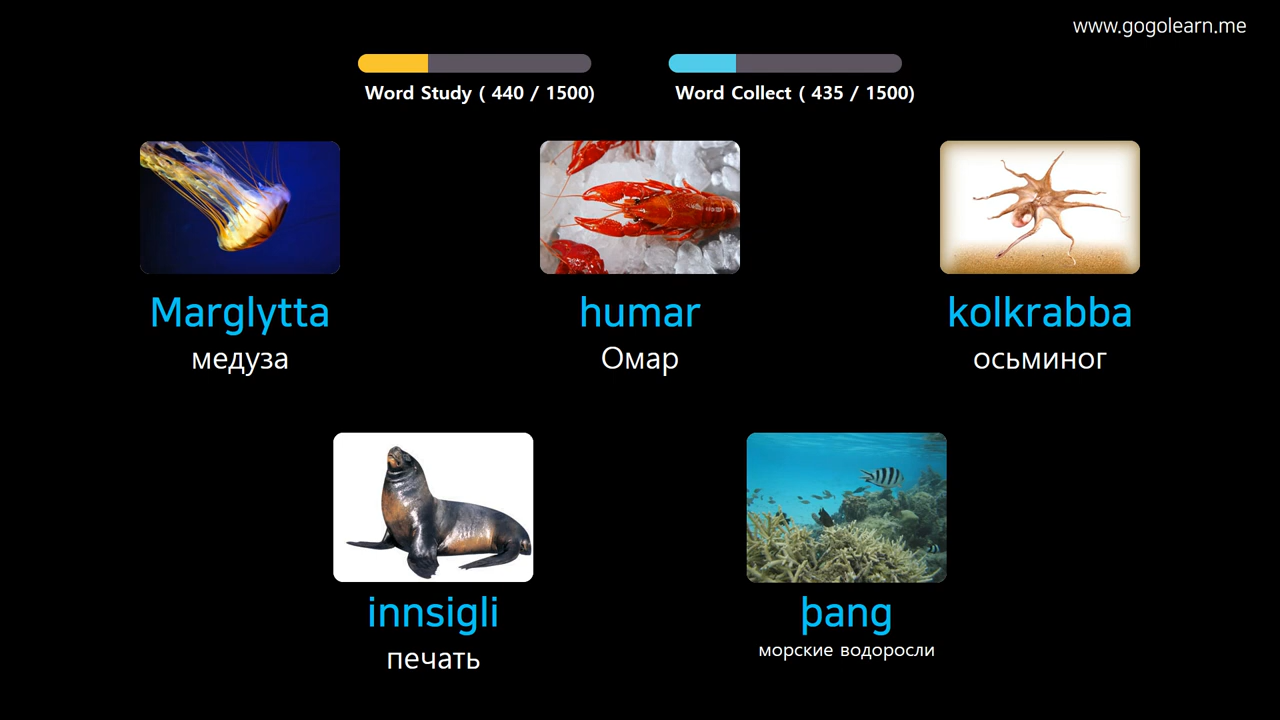 www.gogolearn.me
Word Study ( 440 / 1500)
Word Collect ( 435 / 1500)
Marglytta
humar
kolkrabba
медуза
Омар
осьминог
innsigli
þang
печать
морские водоросли